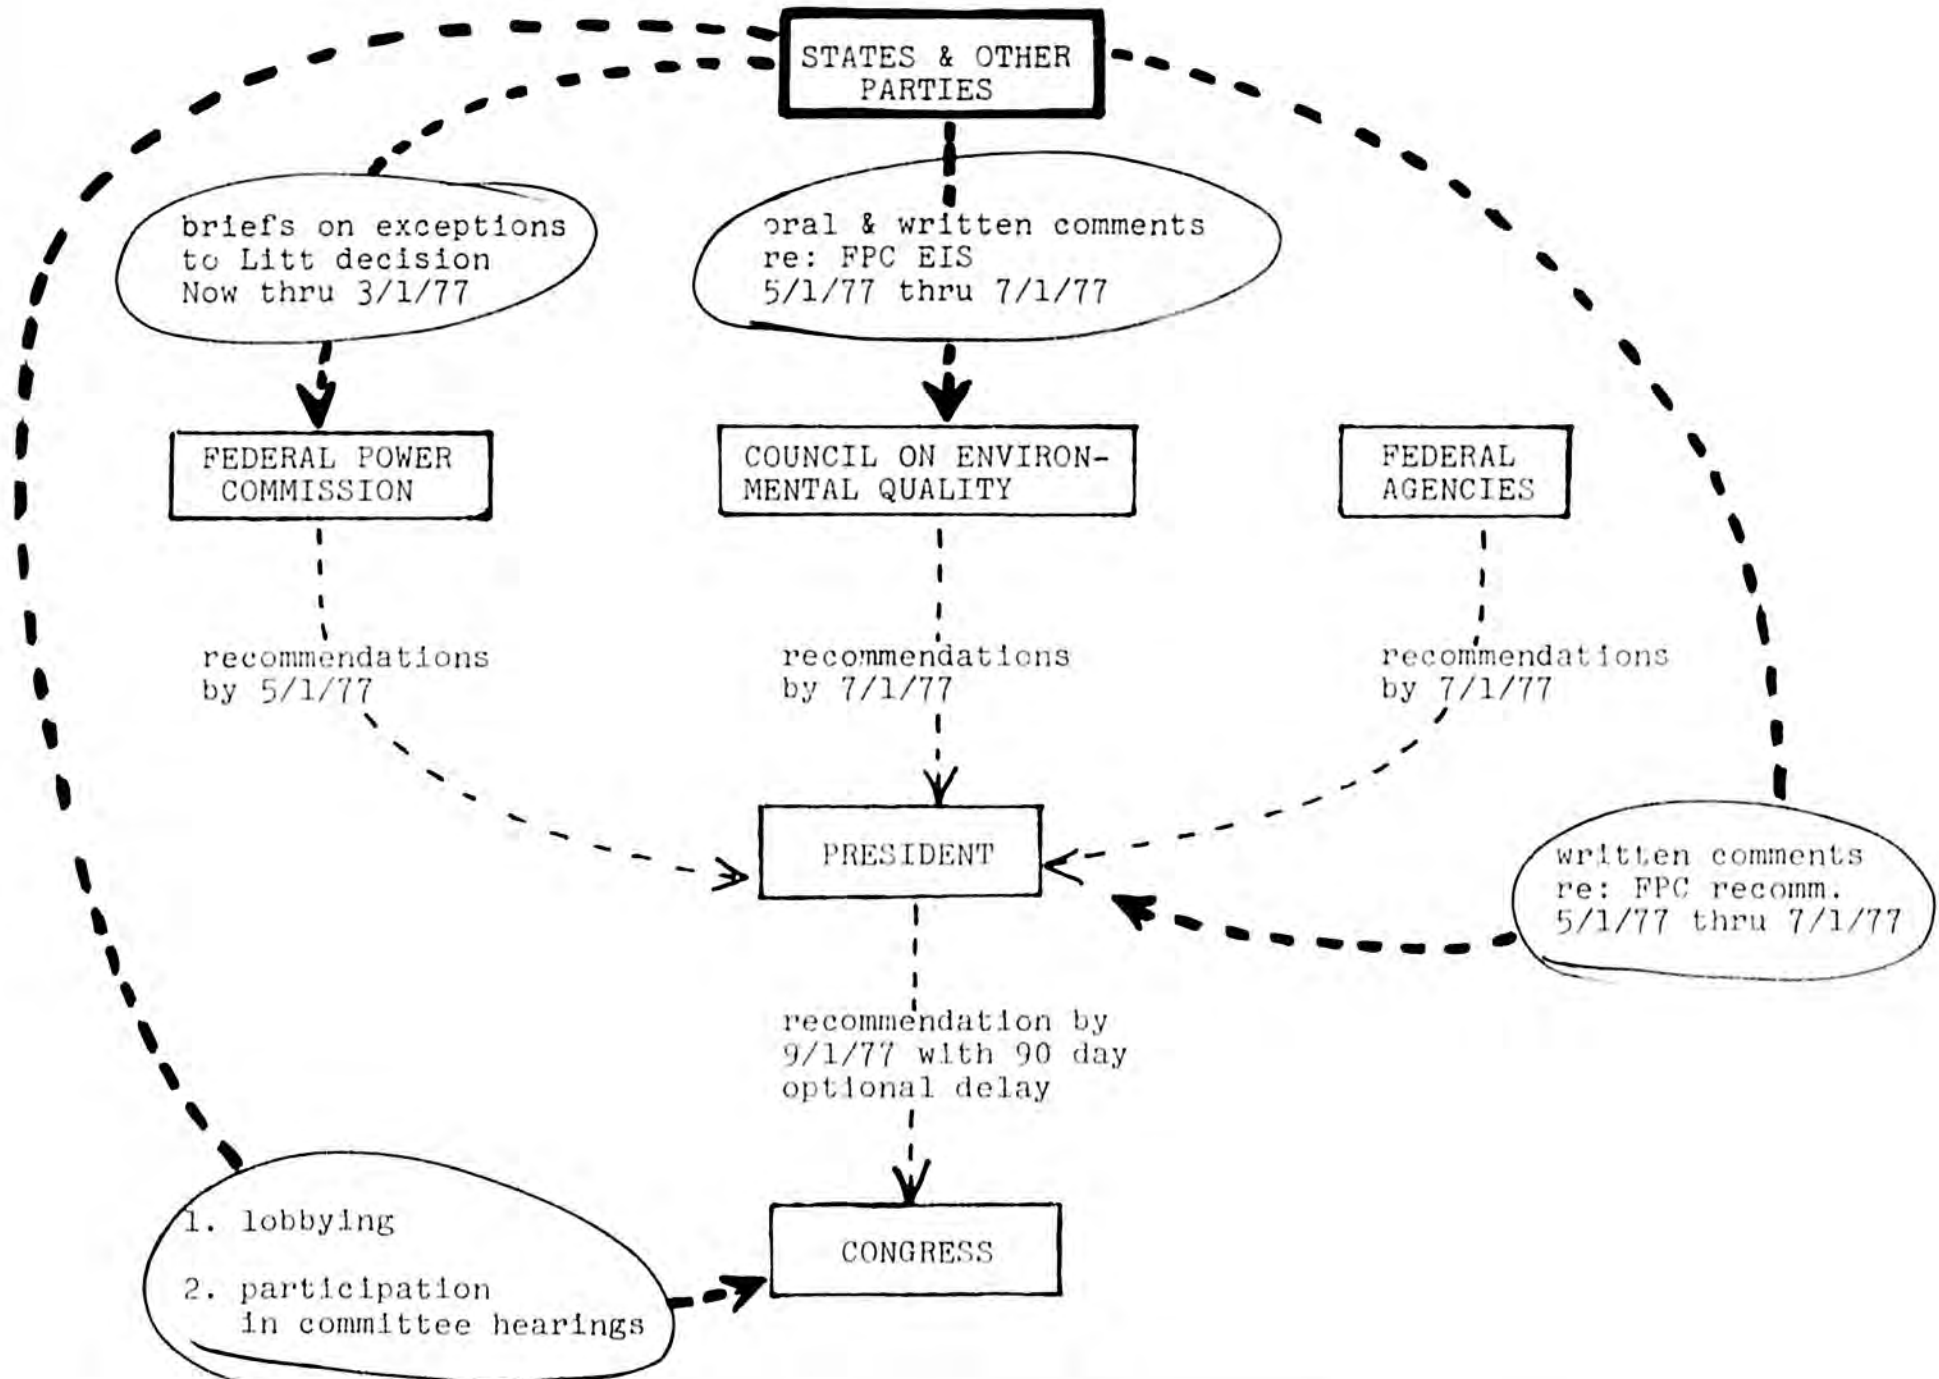 STATES & OTHER
PARTIES
briefs on exceptions
to Litt decision
Now thru 3/1/77
oral & written comments
re: FPC EIS
5/1/77 thru 7/1/77
FEDERAL POWER
COMMISSION
COUNCIL ON ENVIRON-
MENTAL QUALITY
FEDERAL
AGENCIES
recommendations
by 5/1/77
recommendations
by 7/1/77
recommendations
by 7/1/77
PRESIDENT
written comments
re: FPC recomm.
5/1/77 thru 7/1/77
recommendation by
9/1/77 with 90 day
optional delay
1. lobbying
2. participation
in committee hearings
CONGRESS